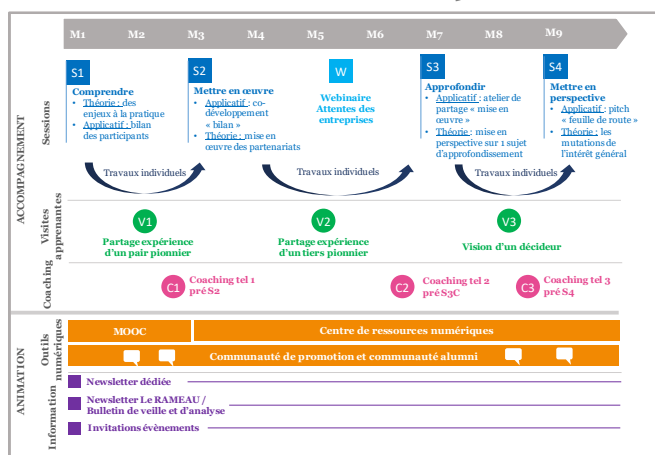 M1 M2 M3 M4 M5 M6 M7 M8 M9
ACCOMPAGNEMENT
Sessions
S1
Comprendre
• Théorie : des
enjeux à la pratique
• Applicatif : bilan
des participants
S2
Mettre en œuvre
• Applicatif : co-
développement
« bilan »
• Théorie : mise en
œuvre des partenariats
W
Webinaire
Attentes des
entreprises
S3
Approfondir
• Applicatif : atelier de
partage « mise en
œuvre »
• Théorie : mise en
perspective sur 1 sujet
d'approfondissement
S4
Mettre en
perspective
• Applicatif : pitch
« feuille de route »
• Théorie : les
mutations de
l'intérêt général
Travaux individuels
Travaux individuels
Travaux individuels
Visites
apprenantes
V1
Partage expérience
d'un pair pionnier
V2
Partage expérience
d'un tiers pionnier
V3
Vision d'un décideur
Coaching
C1
Coaching tel 1
pré S2
C2
Coaching tel 2
pré S3C
C3
Coaching tel 3
pré S4
ANIMATION
Outils
numériques
MOOC
Centre de ressources numériques
Communauté de promotion et communauté alumni
Information
Newsletter dédiée
Newsletter Le RAMEAU /
Bulletin de veille et d'analyse
Invitations évènements